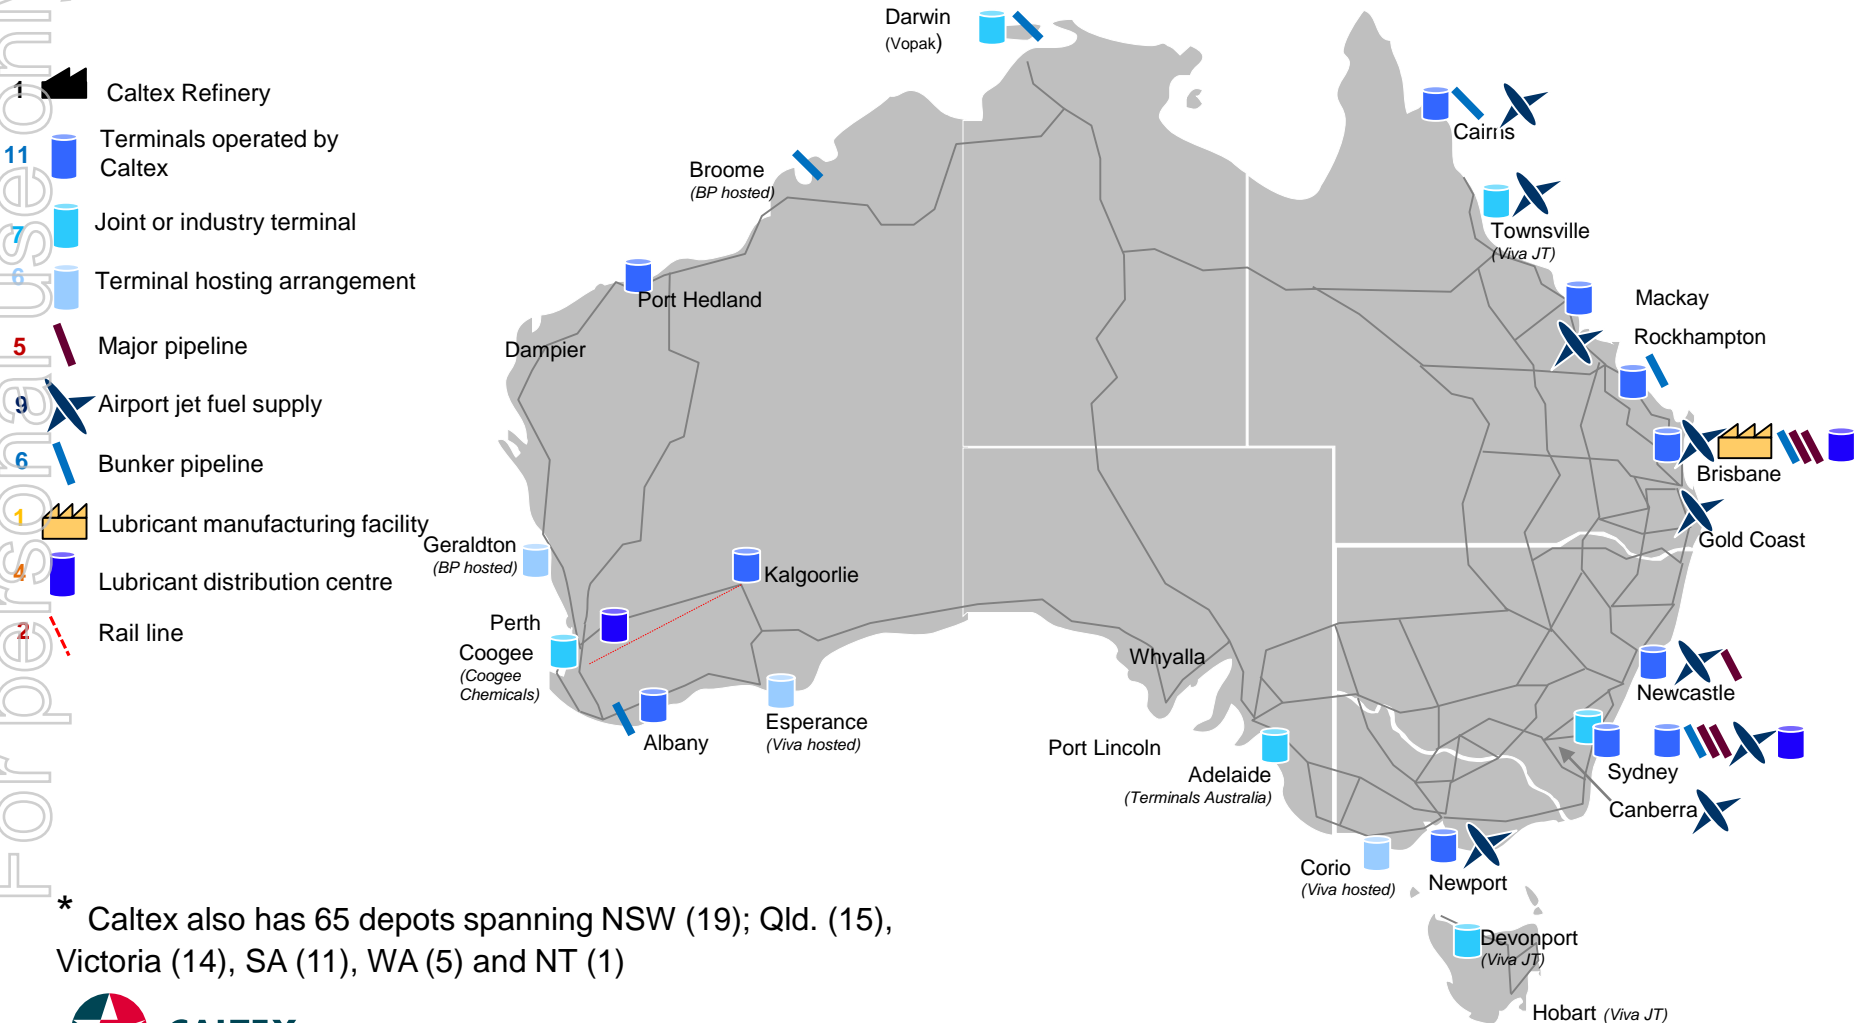 For personal use only
1 Caltex Refinery
11 Terminals operated by
Caltex
7 Joint or industry terminal
6 Terminal hosting arrangement
5 Major pipeline
9 Airport jet fuel supply
6 Bunker pipeline
1 Lubricant manufacturing facility
4 Lubricant distribution centre
2 Rail line
Darwin
(Vopak)
Broome
(BP hosted)
Port Hedland
Dampier
Geraldton
(BP hosted)
Kalgoorlie
Perth
Coogee
(Coogee
Chemicals)
Albany
Esperance
(Viva hosted)
Whyalla
Port Lincoln
Adelaide
(Terminals Australia)
Cairns
Townsville
(Viva JT)
Mackay
Rockhampton
Brisbane
Gold Coast
Newcastle
Sydney
Canberra
Corio
(Viva hosted)
Newport
Devonport
(Viva JT)
Hobart (Viva JT)
* Caltex also has 65 depots spanning NSW (19); Qld. (15),
Victoria (14), SA (11), WA (5) and NT (1)
CALTEX